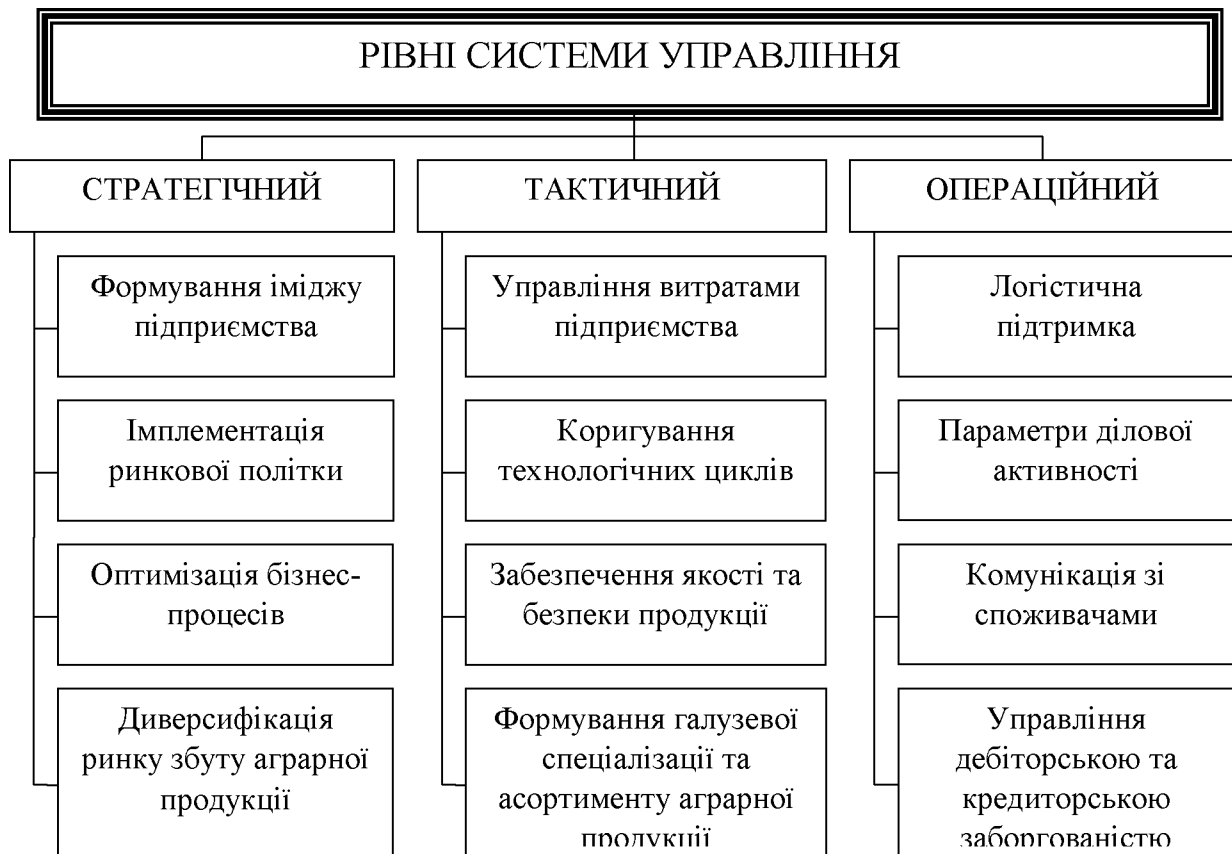 РІВНІ СИСТЕМИ УПРАВЛІННЯ
СТРАТЕГІЧНИЙ
Формування іміджу
підприємства
Імплементація
ринкової політки
Оптимізація бізнес-
процесів
Диверсифікація
ринку збуту аграрної
продукції
ТАКТИЧНИЙ
Управління витратами
підприємства
Коригування
технологічних циклів
Забезпечення якості та
безпеки продукції
Формування галузевої
спеціалізації та
асортименту аграрної
продукції
ОПЕРАЦІЙНИЙ
Логістична
підтримка
Параметри ділової
активності
Комунікація зі
споживачами
Управління
дебіторською та
кредиторською
заборгованістю